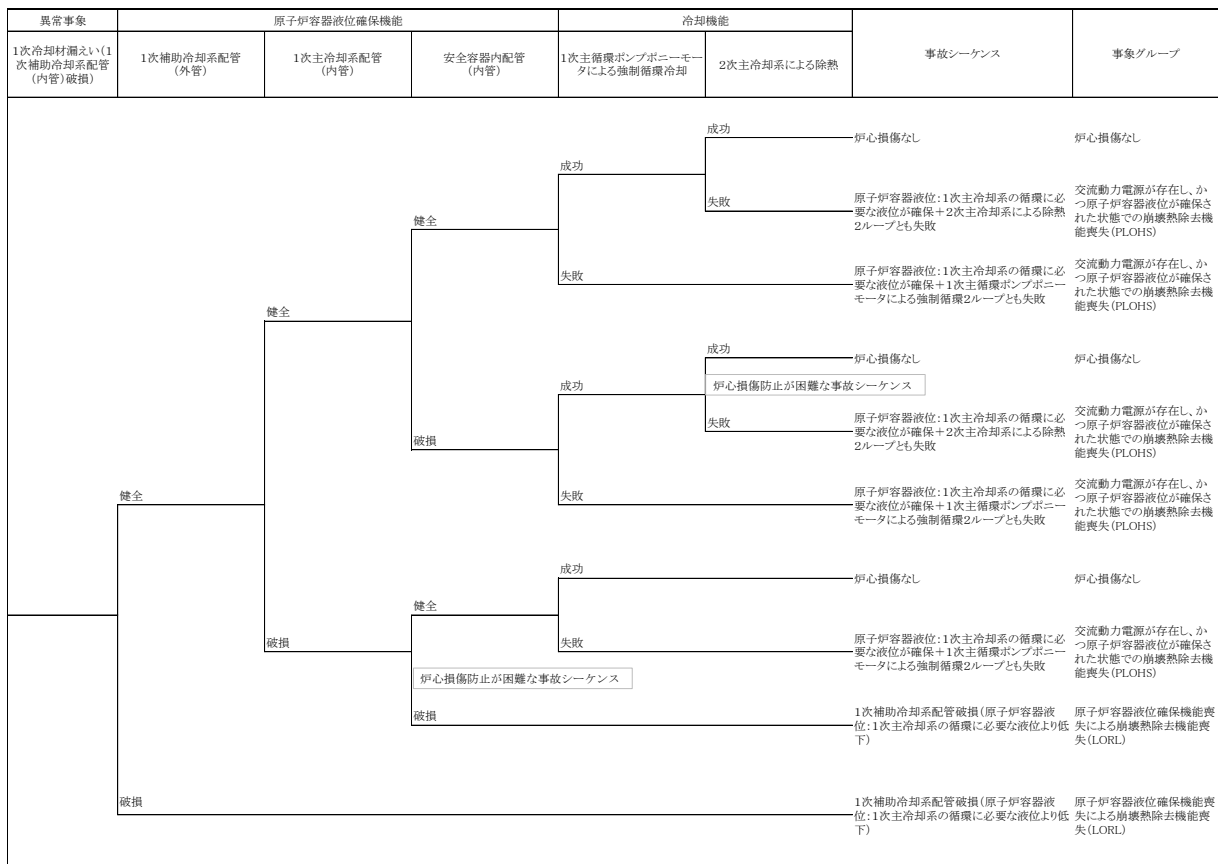 異常事象
原子炉容器液位確保機能
冷却機能
事故シーケンス
事象グループ
1次冷却材漏えい(1
次補助冷却系配管
(内管)破損)
1次補助冷却系配管
(外管)
1次主冷却系配管
(内管)
安全容器内配管
(内管)
1次主循環ポンプポニーモー
タによる強制循環冷却
2次主冷却系による除熱
成功
炉心損傷なし
炉心損傷なし
成功
失敗
原子炉容器液位:1次主冷却系の循環に必
要な液位が確保+2次主冷却系による除熱
2ループとも失敗
交流動力電源が存在し、か
つ原子炉容器液位が確保さ
れた状態での崩壊熱除去機
能喪失(PLOHS)
健全
失敗
原子炉容器液位:1次主冷却系の循環に必
要な液位が確保+1次主循環ポンプポニー
モータによる強制循環2ループとも失敗
交流動力電源が存在し、か
つ原子炉容器液位が確保さ
れた状態での崩壊熱除去機
能喪失(PLOHS)
健全
成功
炉心損傷なし
炉心損傷なし
成功
炉心損傷防止が困難な事故シーケンス
失敗
原子炉容器液位:1次主冷却系の循環に必
要な液位が確保+2次主冷却系による除熱
2ループとも失敗
交流動力電源が存在し、か
つ原子炉容器液位が確保さ
れた状態での崩壊熱除去機
能喪失(PLOHS)
破損
失敗
原子炉容器液位:1次主冷却系の循環に必
要な液位が確保+1次主循環ポンプポニー
モータによる強制循環2ループとも失敗
交流動力電源が存在し、か
つ原子炉容器液位が確保さ
れた状態での崩壊熱除去機
能喪失(PLOHS)
健全
成功
炉心損傷なし
炉心損傷なし
健全
破損
失敗
原子炉容器液位:1次主冷却系の循環に必
要な液位が確保+1次主循環ポンプポニー
モータによる強制循環2ループとも失敗
交流動力電源が存在し、か
つ原子炉容器液位が確保さ
れた状態での崩壊熱除去機
能喪失(PLOHS)
炉心損傷防止が困難な事故シーケンス
破損
1次補助冷却系配管破損(原子炉容器液
位:1次主冷却系の循環に必要な液位より低
下)
原子炉容器液位確保機能喪
失による崩壊熱除去機能喪
失(LORL)
破損
1次補助冷却系配管破損(原子炉容器液
位:1次主冷却系の循環に必要な液位より低
下)
原子炉容器液位確保機能喪
失による崩壊熱除去機能喪
失(LORL)